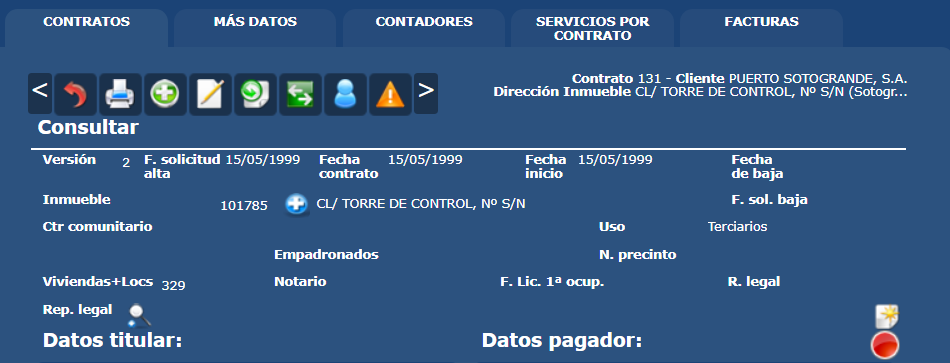 CONTRATOS MÁS DATOS CONTADORES SERVICIOS POR CONTRATO FACTURAS
< >
Contrato 131 - Cliente PUERTO SOTOGRANDE, S.A.
Dirección Inmueble CL/ TORRE DE CONTROL, Nº S/N (Sotogr...
Consultar
Versión 2 F. solicitud alta 15/05/1999 Fecha contrato 15/05/1999 Fecha inicio 15/05/1999 Fecha de baja
Inmueble 101785 CL/ TORRE DE CONTROL, Nº S/N F. sol. baja
Ctr comunitario Uso Terciarios
Empadronados N. precinto
Viviendas+Locs 329 Notario F. Lic. 1ª ocup. R. legal
Rep. legal
Datos titular: Datos pagador: